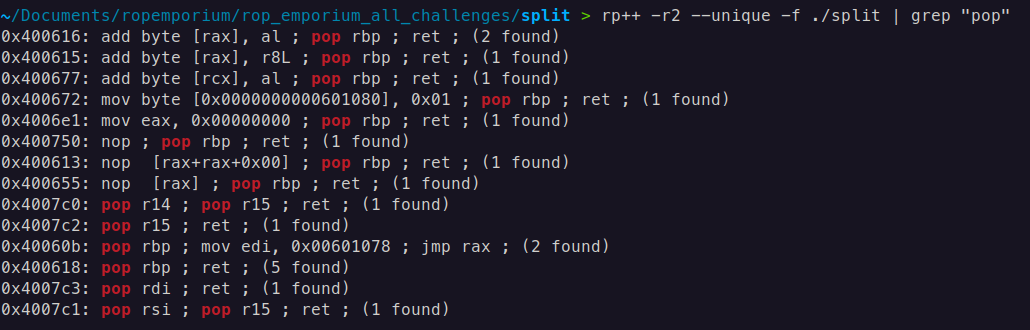 ~/Documents/ropemporium/rop_emporium_all_challenges/split > rp++ -r2 --unique -f ./split | grep "pop"
0x400616: add byte [rax], al ; pop rbp ; ret ; (2 found)
0x400615: add byte [rax], r8L ; pop rbp ; ret ; (1 found)
0x400677: add byte [rcx], al ; pop rbp ; ret ; (1 found)
0x400672: mov byte [0x0000000000601080], 0x01 ; pop rbp ; ret ; (1 found)
0x4006e1: mov eax, 0x00000000 ; pop rbp ; ret ; (1 found)
0x400750: nop ; pop rbp ; ret ; (1 found)
0x400613: nop  [rax+rax+0x00] ; pop rbp ; ret ; (1 found)
0x400655: nop  [rax] ; pop rbp ; ret ; (1 found)
0x4007c0: pop r14 ; pop r15 ; ret ; (1 found)
0x4007c2: pop r15 ; ret ; (1 found)
0x40060b: pop rbp ; mov edi, 0x00601078 ; jmp rax ; (2 found)
0x400618: pop rbp ; ret ; (5 found)
0x4007c3: pop rdi ; ret ; (1 found)
0x4007c1: pop rsi ; pop r15 ; ret ; (1 found)